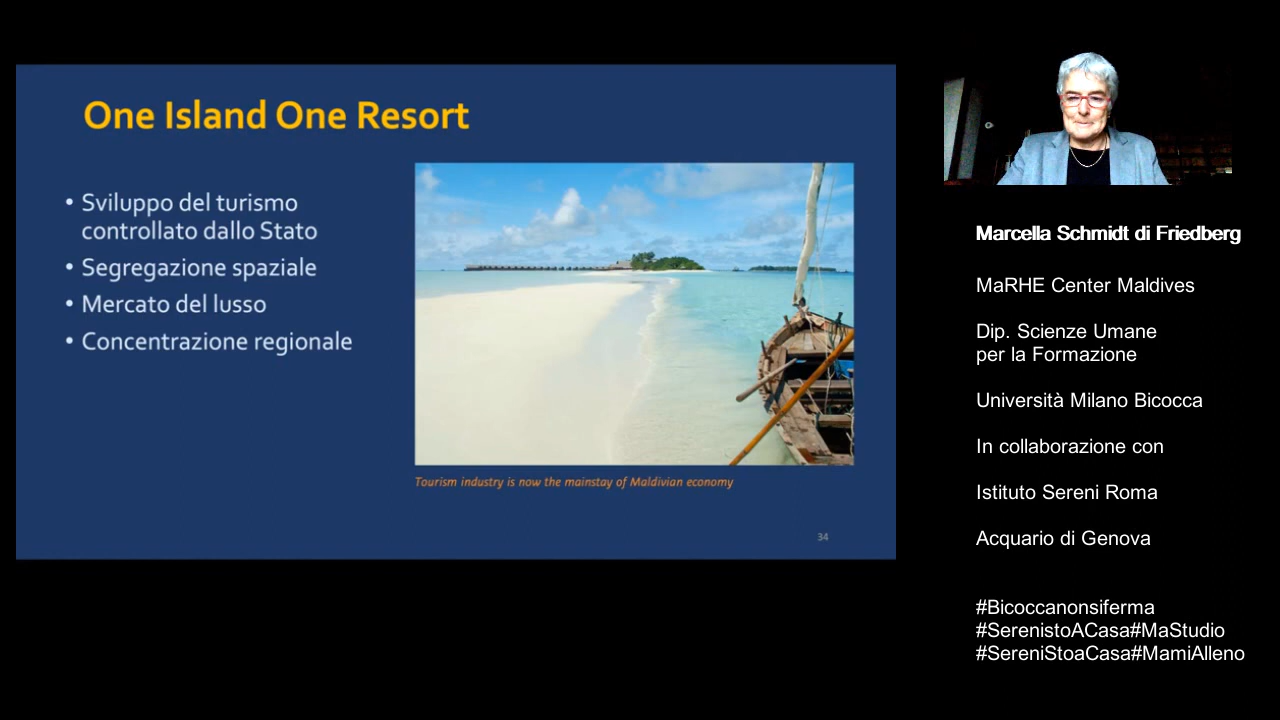 One Island One Resort
• Sviluppo del turismo
controllato dallo Stato
• Segregazione spaziale
• Mercato del lusso
• Concentrazione regionale
Tourism industry is now the mainstay of Maldivian economy
34
Marcella Schmidt di Friedberg
MaRHE Center Maldives
Dip. Scienze Umane
per la Formazione
Università Milano Bicocca
In collaborazione con
Istituto Sereni Roma
Acquario di Genova
#Bicoccanonsiferma
#SerenistoACasa#MaStudio
#SereniStoaCasa#MamiAlleno